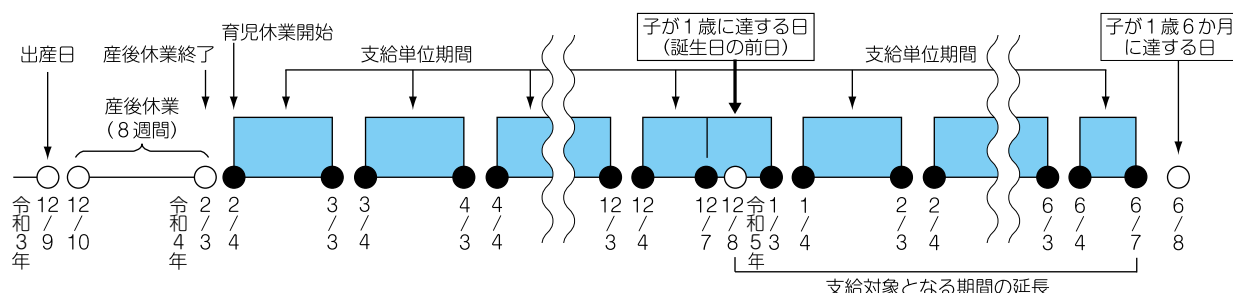 出産日
産後休業終了
育児休業開始
支給単位期間
子が1歳に達する日
(誕生日の前日)
支給単位期間
子が1歳6か月
に達する日
産後休業
(8週間)
令和3年
12/9
12/10
令和4年
2/3
2/4
3/3
3/4
4/3
4/4
12/3
12/4
12/7
12/8
令和5年
1/3
1/4
2/3
2/4
6/3
6/4
6/7
6/8
支給対象となる期間の延長